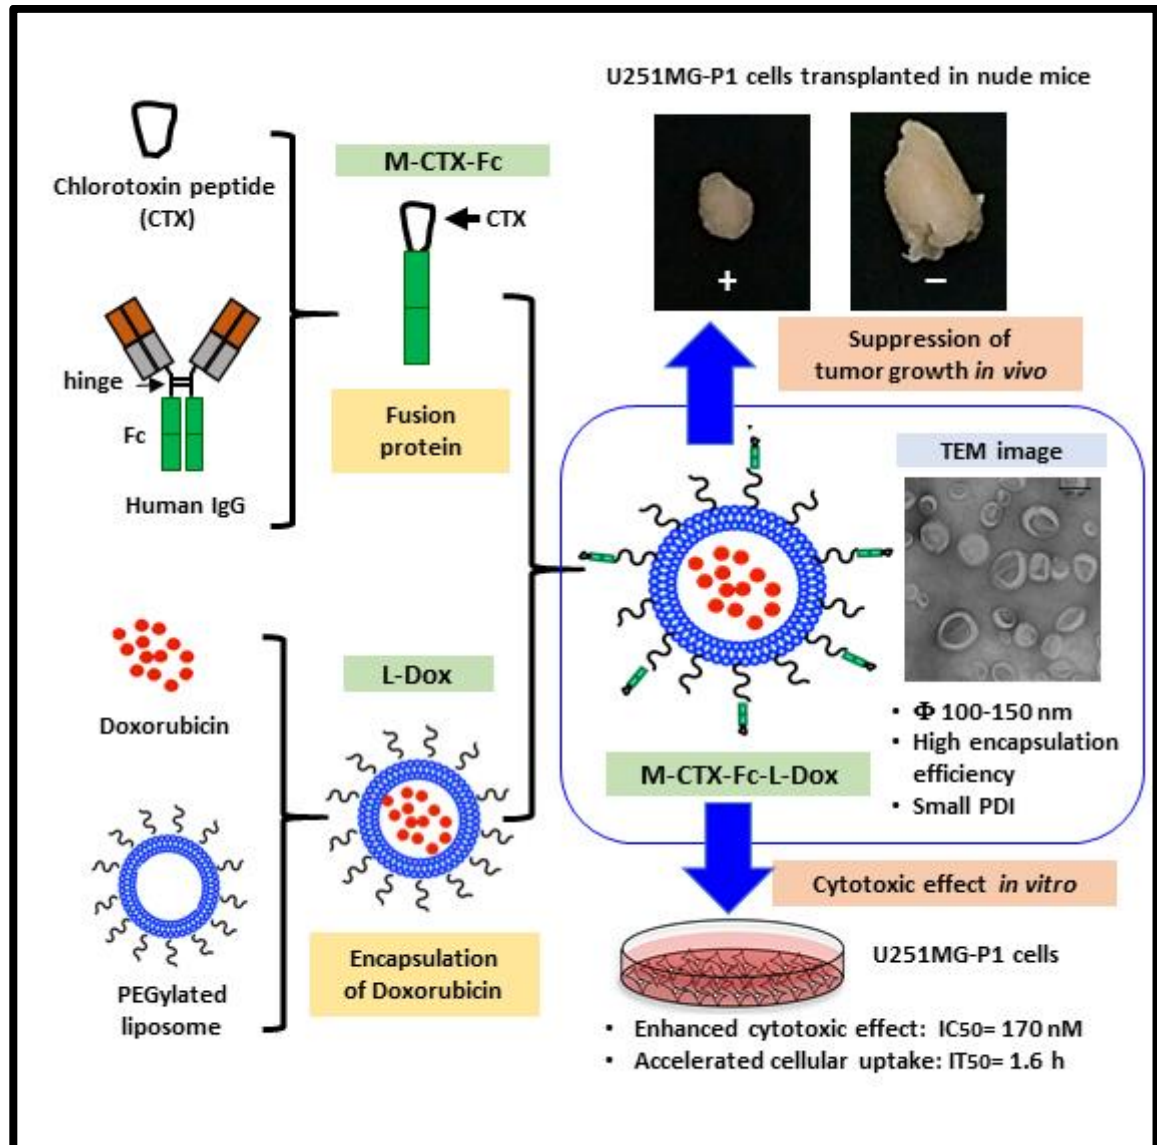 U251MG-P1 cells transplanted in nude mice
Chlorotoxin peptide
(CTX)
M-CTX-Fc
CTX
hinge
Fc
Human IgG
Fusion
protein
+
−
Suppression of
tumor growth in vivo
TEM image
Doxorubicin
L-Dox
PEGylated
liposome
Encapsulation
of Doxorubicin
M-CTX-Fc-L-Dox
• Φ 100-150 nm
• High encapsulation
efficiency
• Small PDI
Cytotoxic effect in vitro
U251MG-P1 cells
• Enhanced cytotoxic effect: IC50= 170 nM
• Accelerated cellular uptake: IT50= 1.6 h